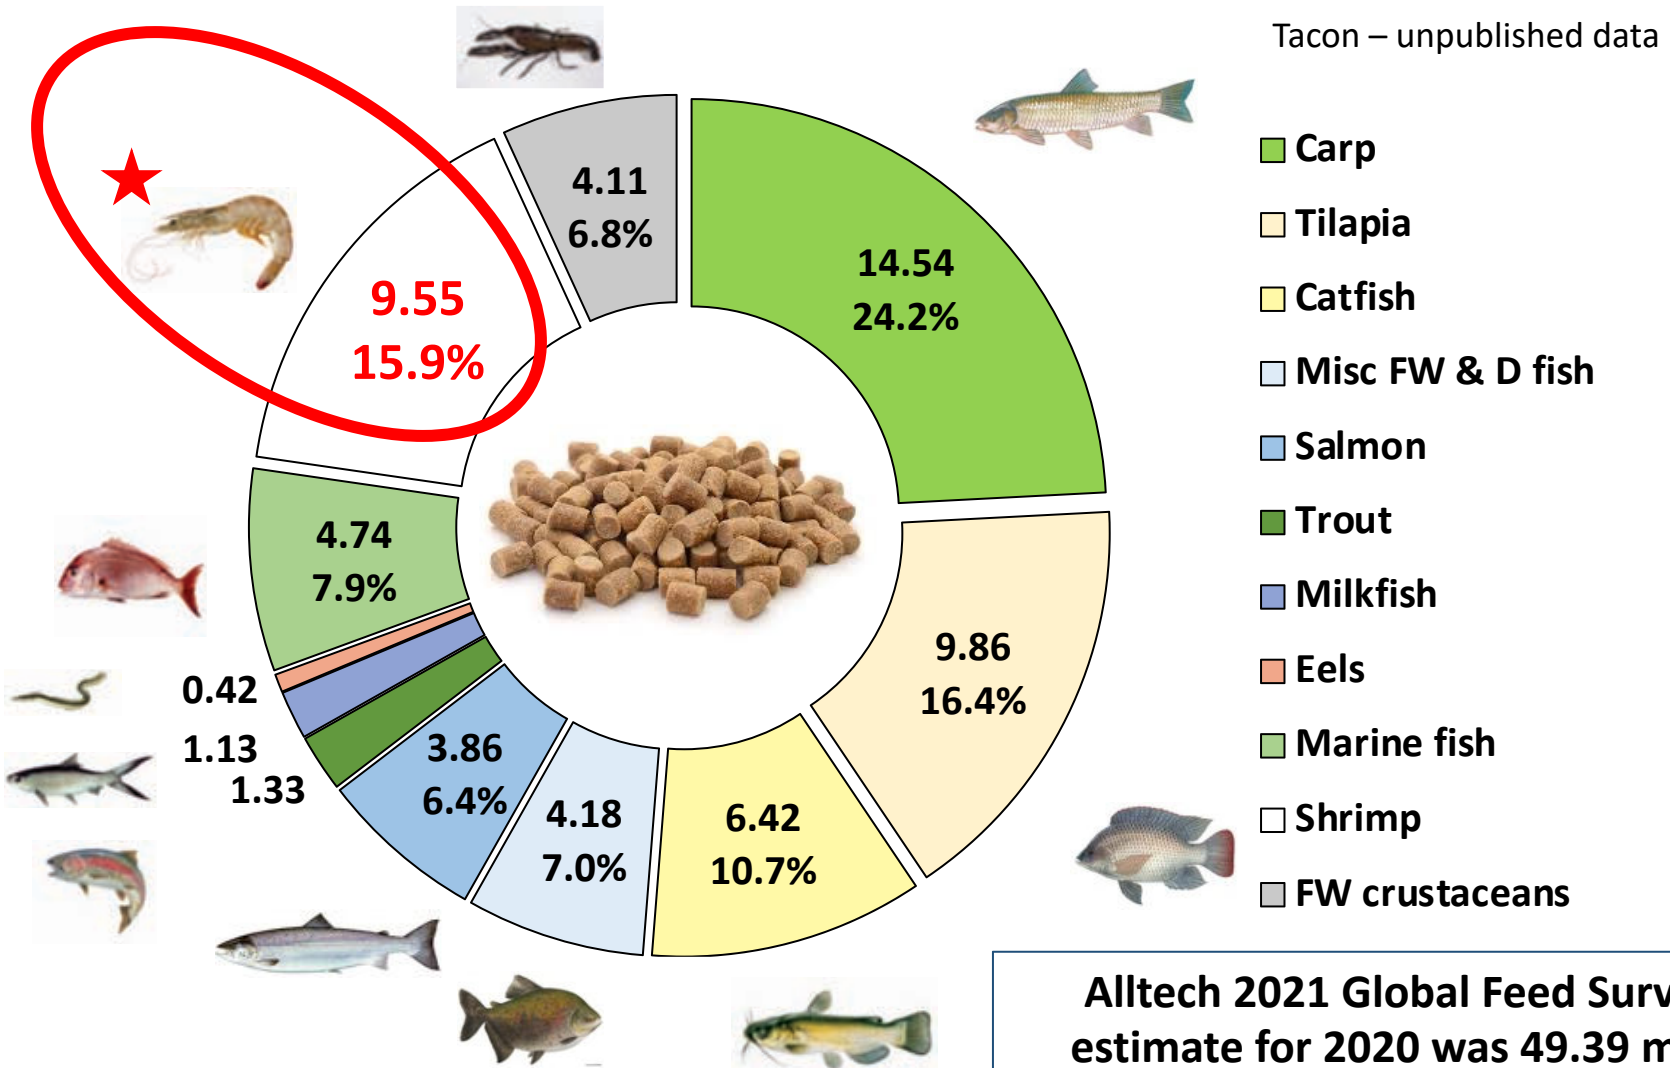 Tacon – unpublished data
4.11
6.8%
14.54
24.2%
9.55
15.9%
4.74
7.9%
9.86
16.4%
0.42
1.13
1.33
3.86
6.4%
4.18
7.0%
6.42
10.7%
Carp
Tilapia
Catfish
Misc FW & D fish
Salmon
Trout
Milkfish
Eels
Marine fish
Shrimp
FW crustaceans
Alltech 2021 Global Feed
estimate for 2020 was 49.39